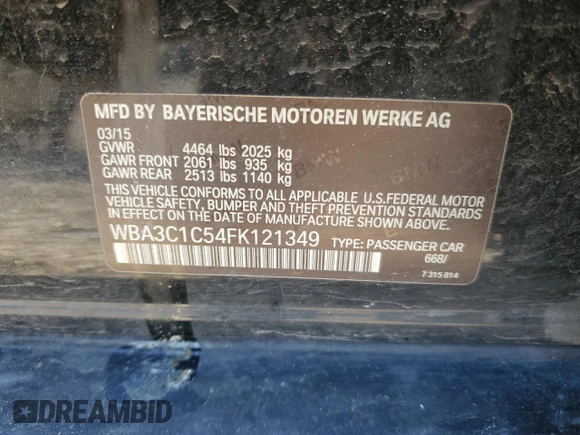 MFD BY BAYERISCHE MOTOREN WERKE AG
03/15
GVWR 4464 lbs 2025 kg
GAWR FRONT 2061 lbs 935 kg
GAWR REAR 2513 lbs 1140 kg
THIS VEHICLE CONFORMS TO ALL APPLICABLE U.S.FEDERAL MOTOR
VEHICLE SAFETY, BUMPER, AND THEFT PREVENTION STANDARDS
IN EFFECT ON THE DATE OF MANUFACTURE SHOWN ABOVE.
WBA3C1C54FK121349 TYPE: PASSENGER CAR
668/
7 315 814
DREAMBID